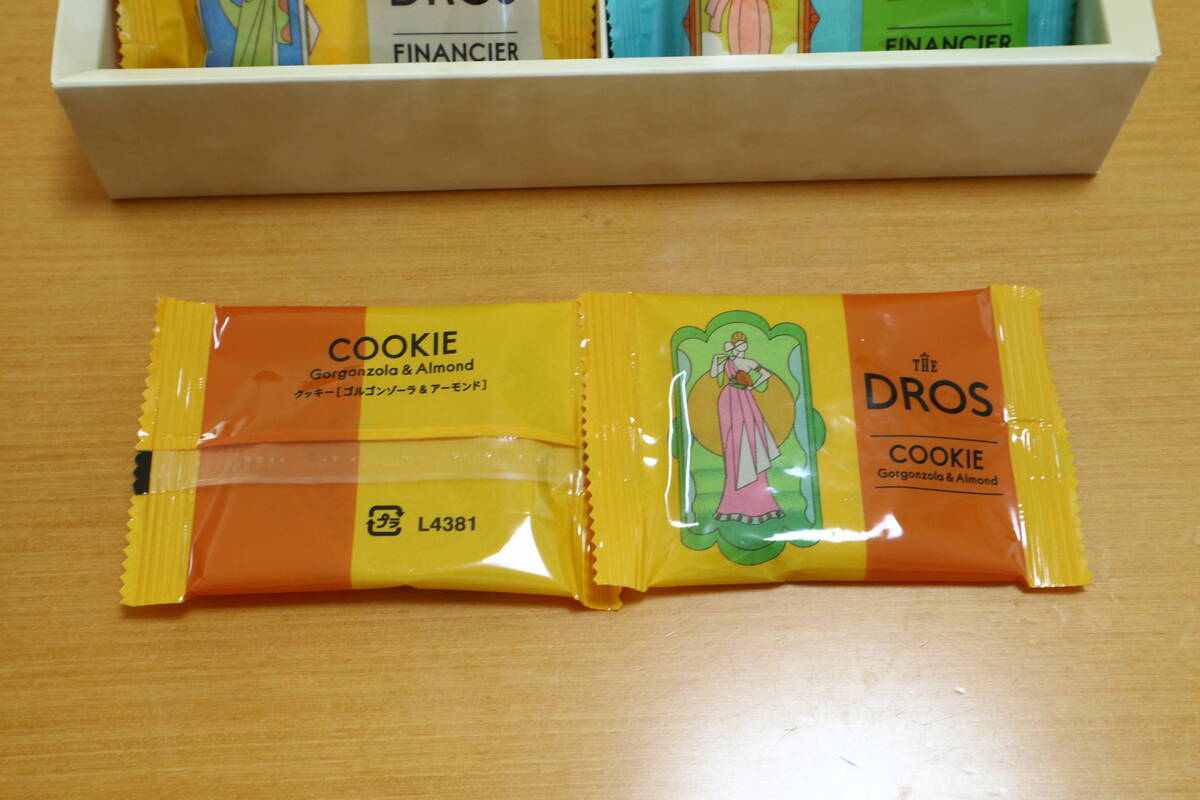 DROS
FINANCIER
FINANCIER
COOKIE
Gorgonzola & Almond
クッキー[ゴルゴンゾーラ&アーモンド]
プラ
L4381
THE
DROS
COOKIE
Gorgonzola & Almond